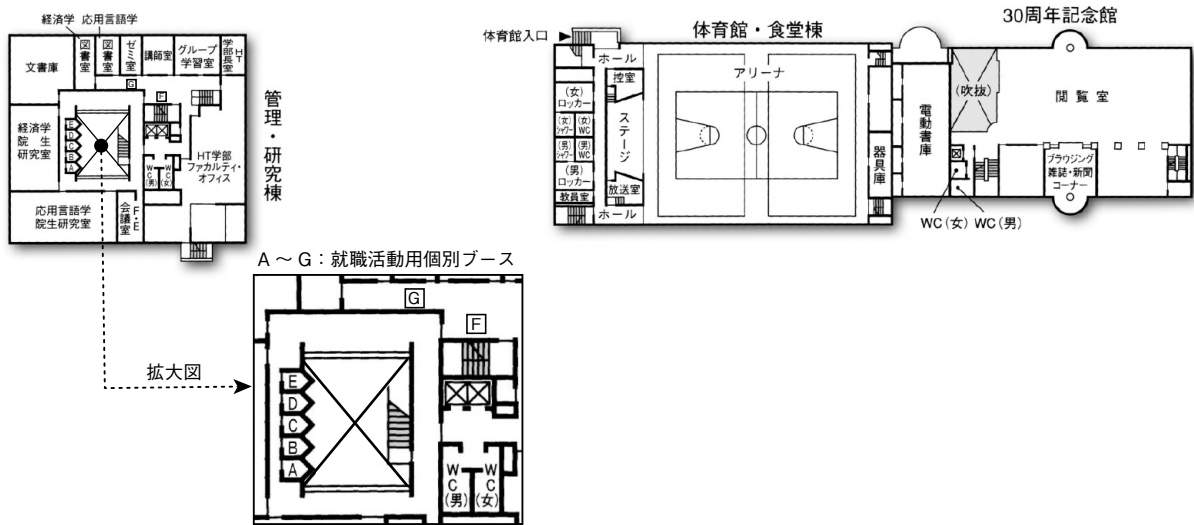 経済学 応用言語学
図書室
図書室
ゼミ室
講師室
グループ
学習室
HT
学部長室
文書庫
G
F
経済学
院生
研究室
E
D
C
B
A
HT学部
ファカルティ・
オフィス
WC(男)
WC(女)
応用言語学
院生研究室
F・E
会議室
管理・研究棟
体育館入口
体育館・食堂棟
ホール
控室
アリーナ
(女)
ロッカー
(女)
シャワー
(女)
WC
(男)
シャワー
(男)
WC
(男)
ロッカー
教員室
ステージ
放送室
ホール
器具庫
30周年記念館
電動書庫
(吹抜)
閲覧室
ブラウジング
雑誌・新聞
コーナー
WC(女) WC(男)
A～G：就職活動用個別ブース
拡大図
G
F
E
D
C
B
A
WC(男)
WC(女)